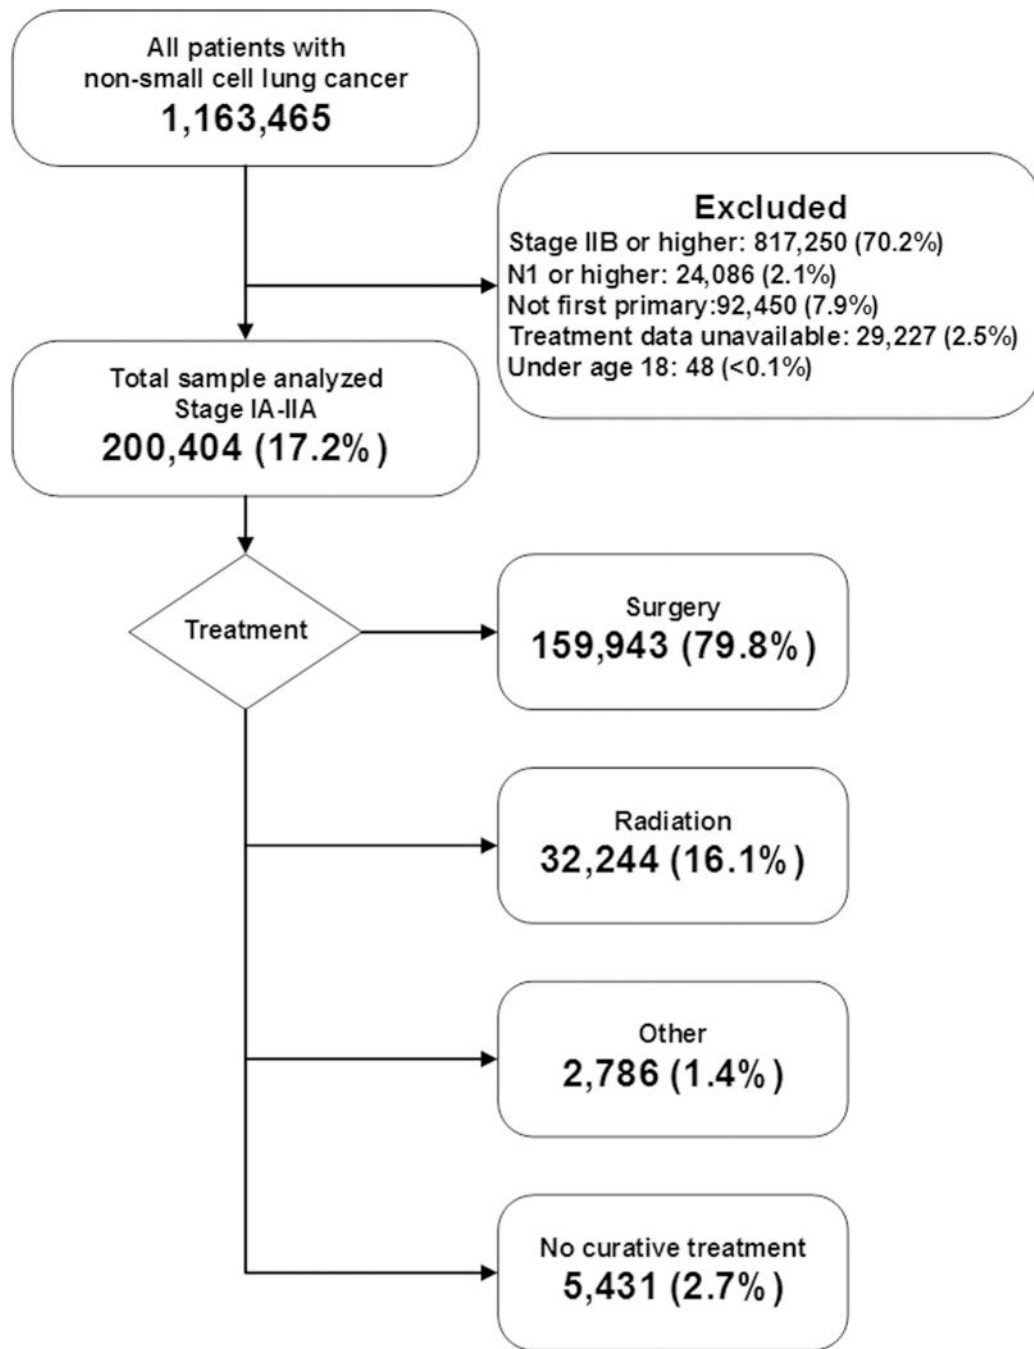 All patients with
non-small cell lung cancer
1,163,465
Excluded
Stage IIB or higher: 817,250 (70.2%)
N1 or higher: 24,086 (2.1%)
Not first primary:92,450 (7.9%)
Treatment data unavailable: 29,227 (2.5%)
Under age 18: 48 (<0.1%)
Total sample analyzed
Stage IA-IIA
200,404 (17.2%)
Treatment
Surgery
159,943 (79.8%)
Radiation
32,244 (16.1%)
Other
2,786 (1.4%)
No curative treatment
5,431 (2.7%)